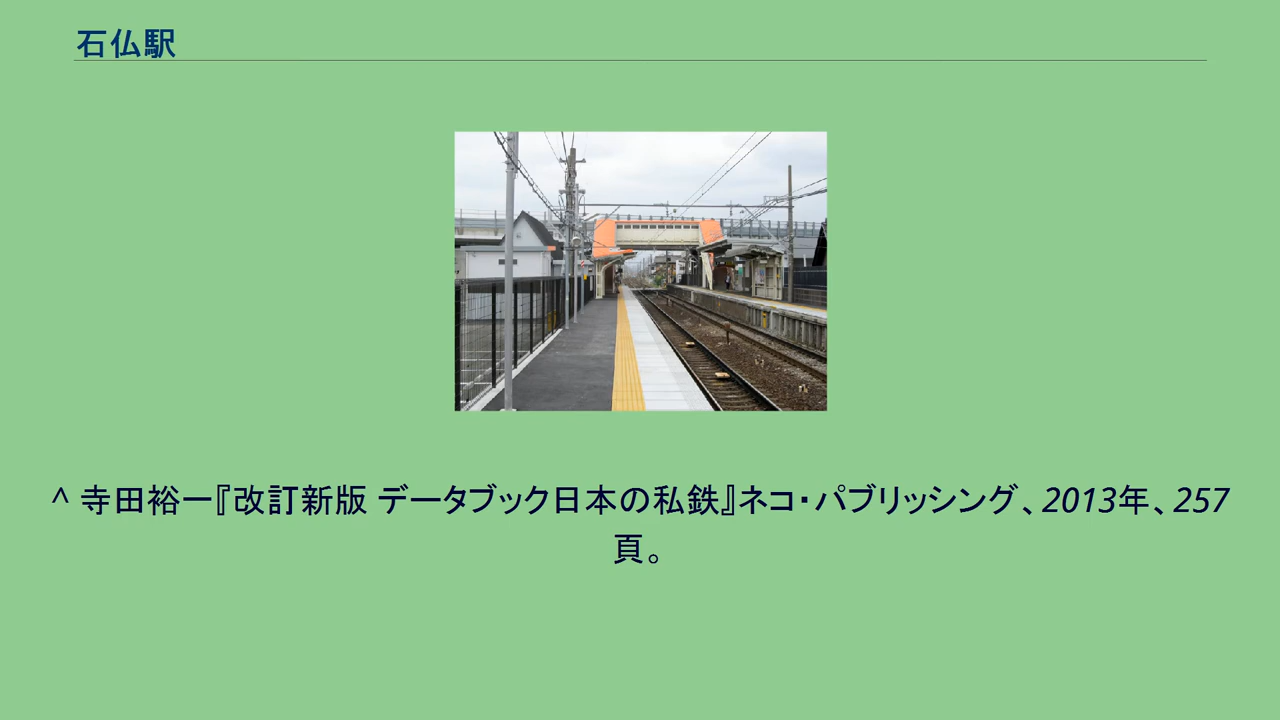 石仏駅
^ 寺田裕一『改訂新版 データブック日本の私鉄』ネコ・パブリッシング、2013年、257
頁。